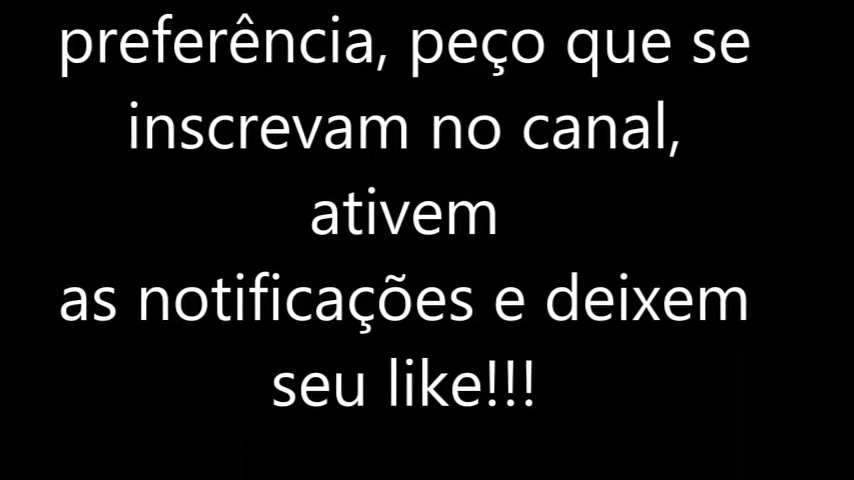 preferência, peço que se
inscrevam no canal,
ativem
as notificações e deixem
seu like!!!